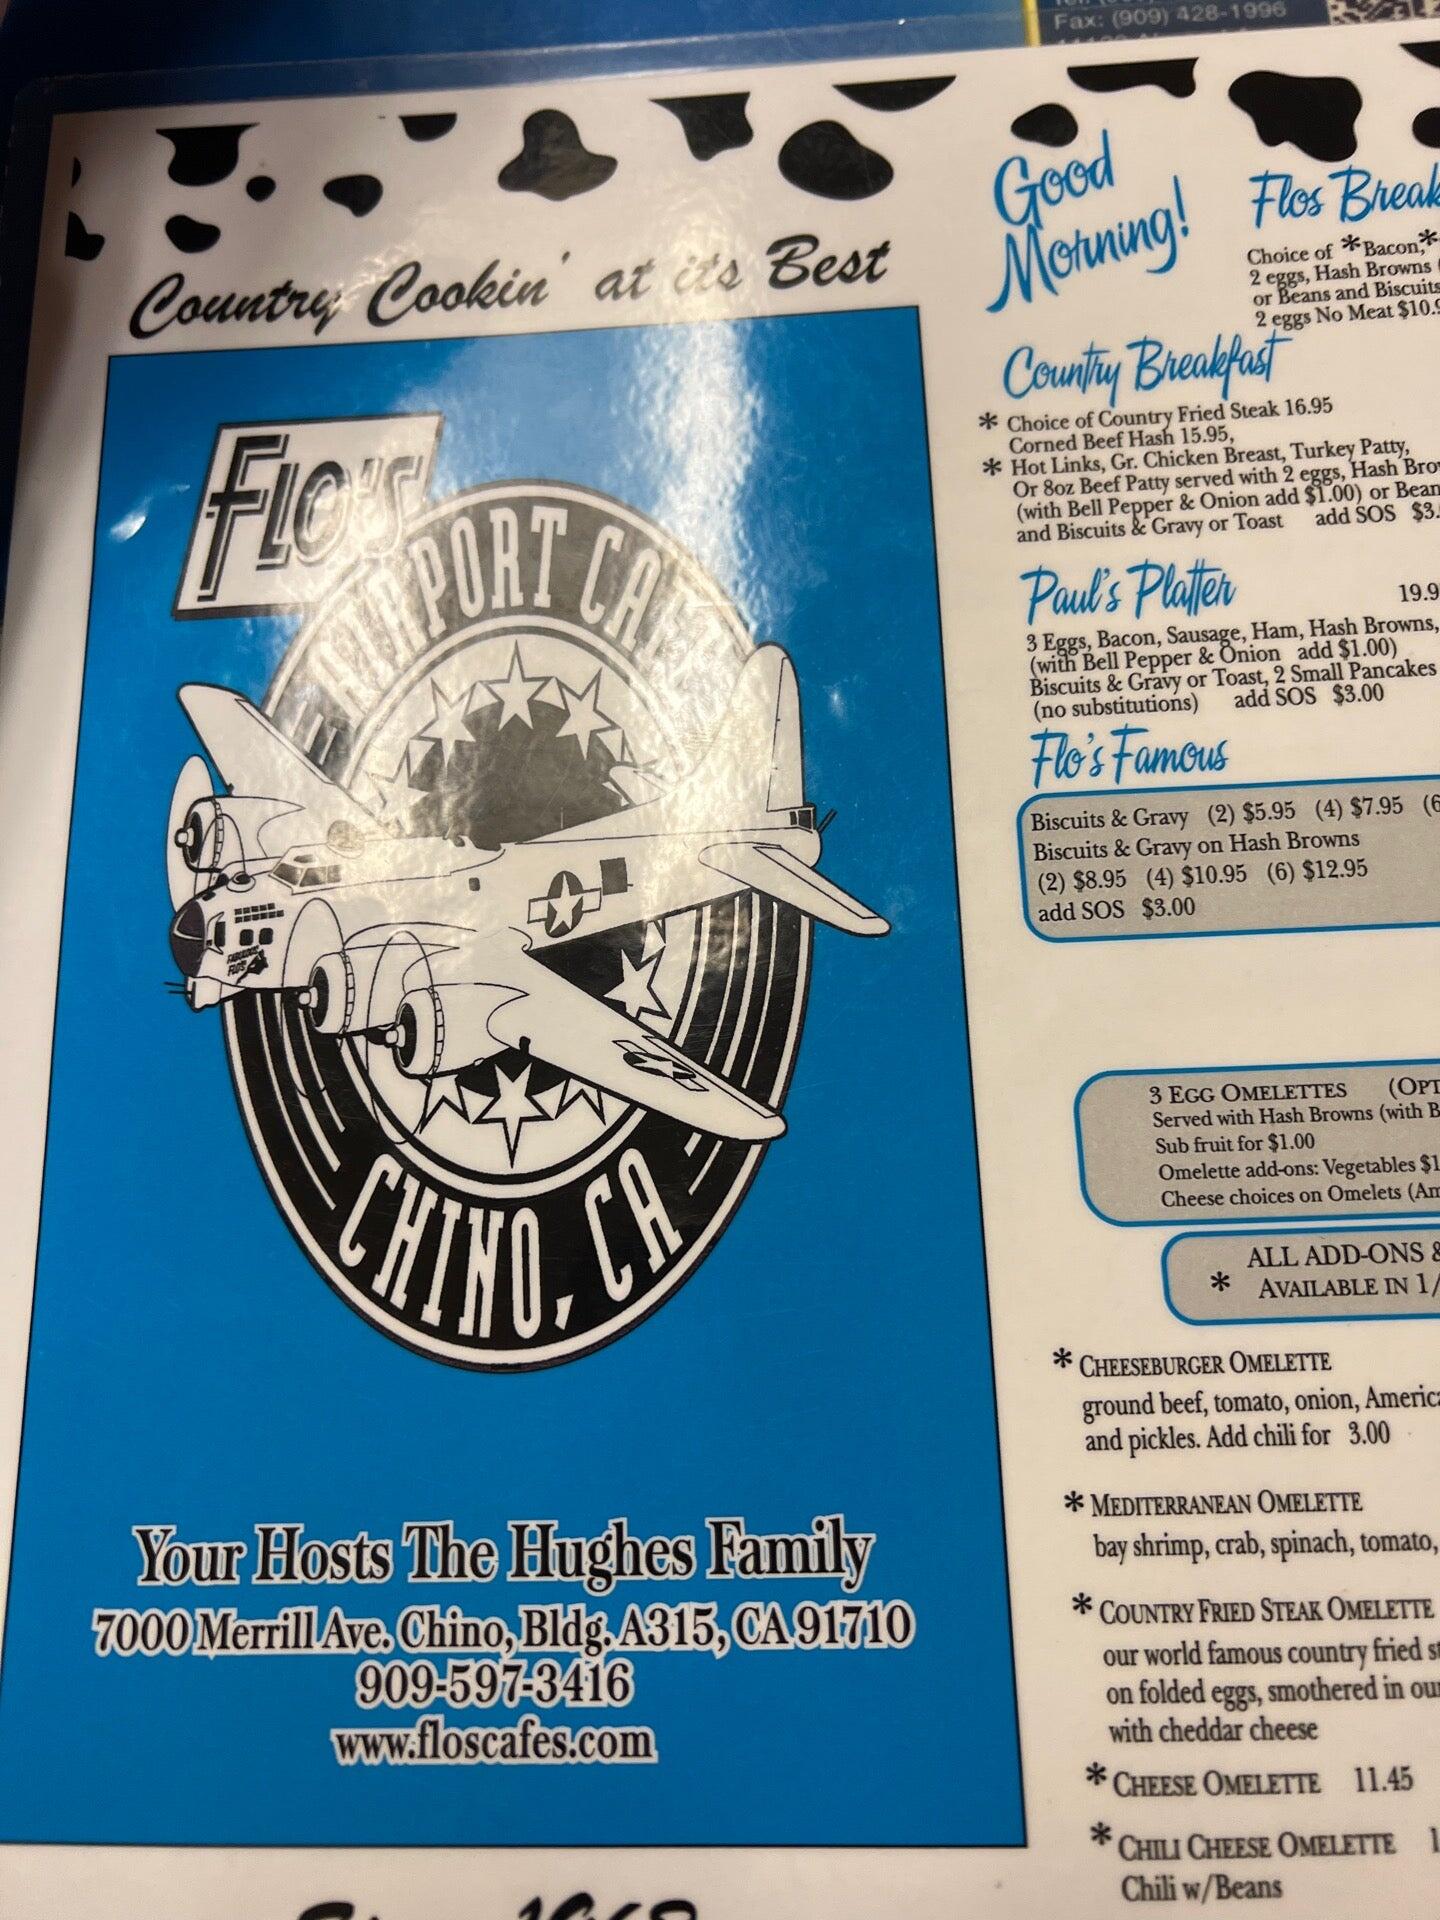 Fax: (909) 428-1996
Country Cookin' at its Best
FLO'S
AIRPORT CAFE
FABULOUS
FLO'S
CHINO, CA
Your Hosts The Hughes Family
7000 Merrill Ave. Chino, Bldg. A315, CA 91710
909-597-3416
www.floscafes.com
Good
Morning!
Flos
Choice of *Bacon,*
2 eggs, Hash Browns
or Beans and Biscuits
2 eggs No Meat
Country Breakfast
* Choice of Country Fried Steak 16.95
Corned Beef Hash 15.95,
* Hot Links, Gr. Chicken Breast, Turkey Patty,
Or 8oz Beef Patty served with 2 eggs, Hash
(with Bell Pepper & Onion add $1.00) or
and Biscuits & Gravy or Toast add SOS
Paul's Platter
3 Eggs, Bacon, Sausage, Ham, Hash Browns,
(with Bell Pepper & Onion add $1.00)
Biscuits & Gravy or Toast, 2 Small Pancakes
(no substitutions) add SOS $3.00
Flo's Famous
Biscuits & Gravy (2) $5.95 (4) $7.95 (6
Biscuits & Gravy on Hash Browns
(2) $8.95 (4) $10.95 (6) $12.95
add SOS $3.00
3 EGG OMELETTES
Served with Hash Browns (with
Sub fruit for $1.00
Omelette add-ons: Vegetables
Cheese choices on Omelets
ALL ADD-ONS &
* AVAILABLE IN
* CHEESEBURGER OMELETTE
ground beef, tomato, onion,
and pickles. Add chili for 3.00
* MEDITERRANEAN OMELETTE
bay shrimp, crab, spinach, tomato,
* COUNTRY FRIED STEAK OMELETTE
our world famous country fried
on folded eggs, smothered in
with cheddar cheese
* CHEESE OMELETTE 11.45
* CHILI CHEESE OMELETTE
Chili w/Beans